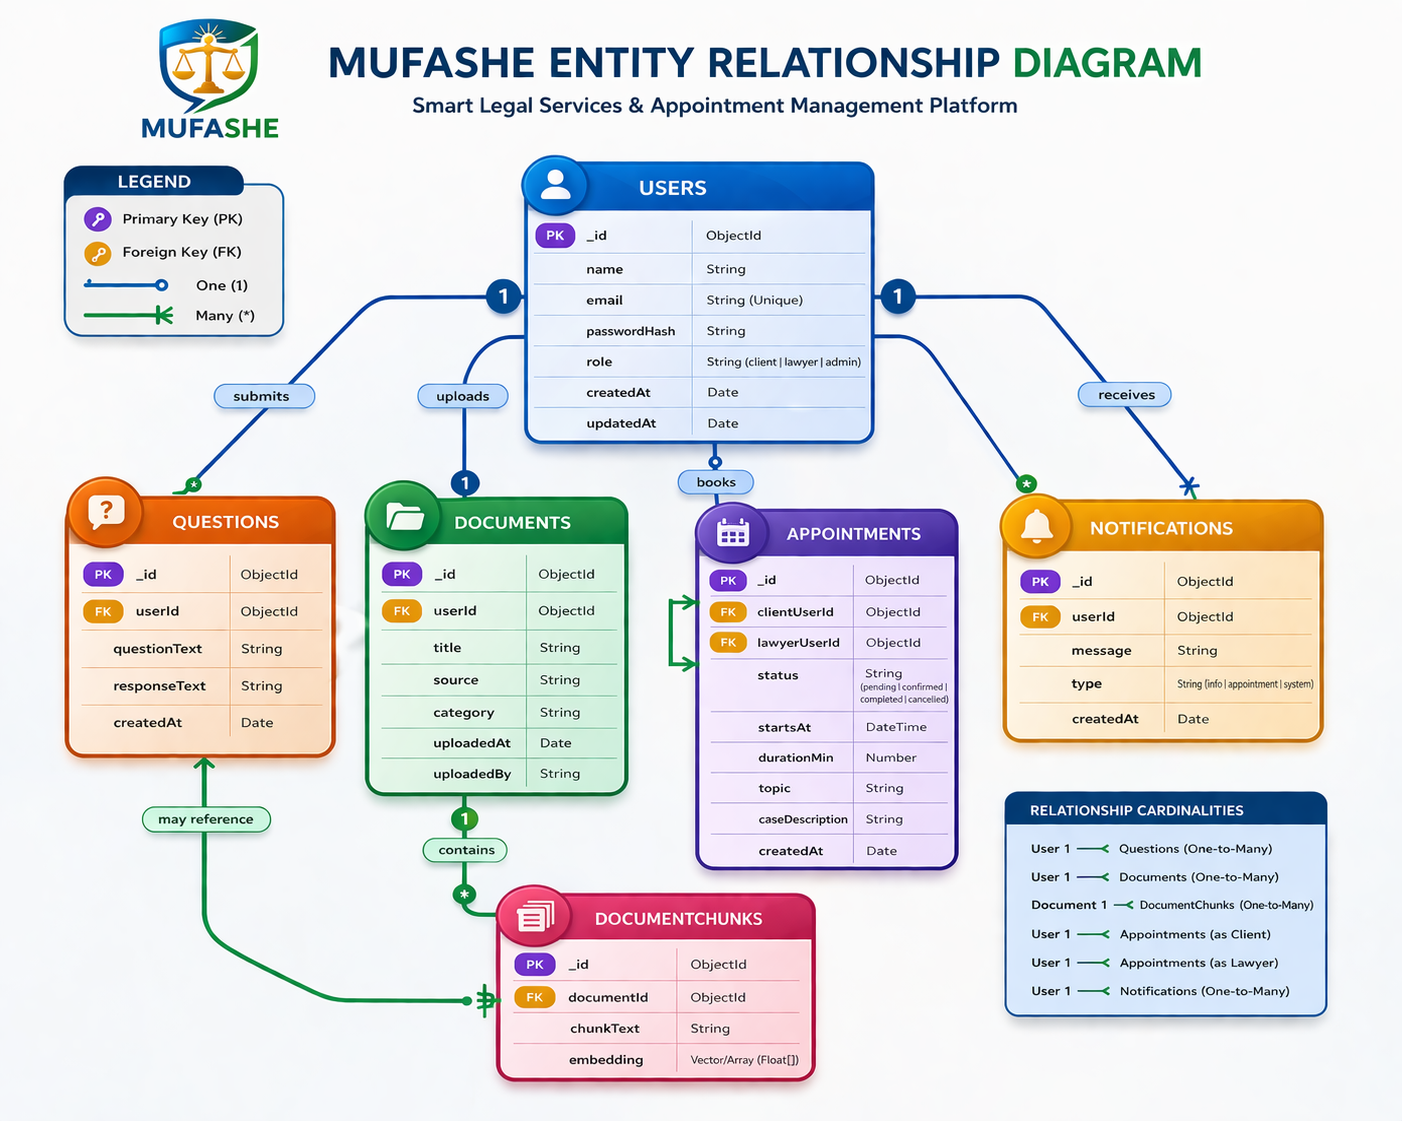 MUFASHE
MUFASHE ENTITY RELATIONSHIP DIAGRAM
Smart Legal Services & Appointment Management Platform
LEGEND
Primary Key (PK)
Foreign Key (FK)
One (1)
Many (*)
USERS
PK _id ObjectId
name String
email String (Unique)
passwordHash String
role String (client | lawyer | admin)
createdAt Date
updatedAt Date
1
1
submits
uploads
books
receives
*
1
*
?
QUESTIONS
PK _id ObjectId
FK userId ObjectId
questionText String
responseText String
createdAt Date
DOCUMENTS
PK _id ObjectId
FK userId ObjectId
title String
source String
category String
uploadedAt Date
uploadedBy String
APPOINTMENTS
PK _id ObjectId
FK clientUserId ObjectId
FK lawyerUserId ObjectId
status String
(pending | confirmed |
completed | cancelled)
startsAt DateTime
durationMin Number
topic String
caseDescription String
createdAt Date
NOTIFICATIONS
PK _id ObjectId
FK userId ObjectId
message String
type String (info | appointment | system)
createdAt Date
may reference
1
contains
*
DOCUMENTCHUNKS
PK _id ObjectId
FK documentId ObjectId
chunkText String
embedding Vector/Array (Float[])
RELATIONSHIP CARDINALITIES
User 1 Questions (One-to-Many)
User 1 Documents (One-to-Many)
Document 1 DocumentChunks (One-to-Many)
User 1 Appointments (as Client)
User 1 Appointments (as Lawyer)
User 1 Notifications (One-to-Many)